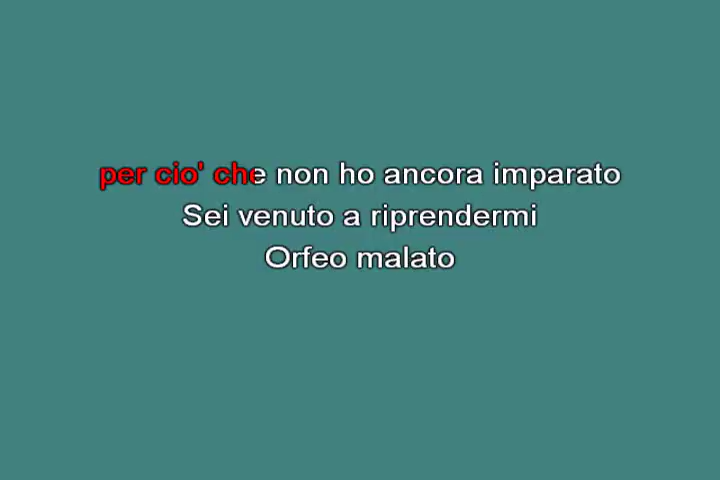 per cio' che non ho ancora imparato
Sei venuto a riprendermi
Orfeo malato